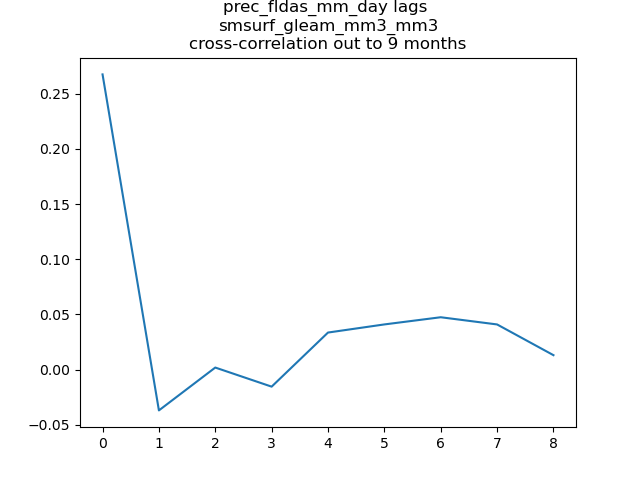 prec_fldas_mm_day lags
smsurf_gleam_mm3_mm3
cross-correlation out to 9 months
0.25
0.20
0.15
0.10
0.05
0.00
−0.05
0 1 2 3 4 5 6 7 8